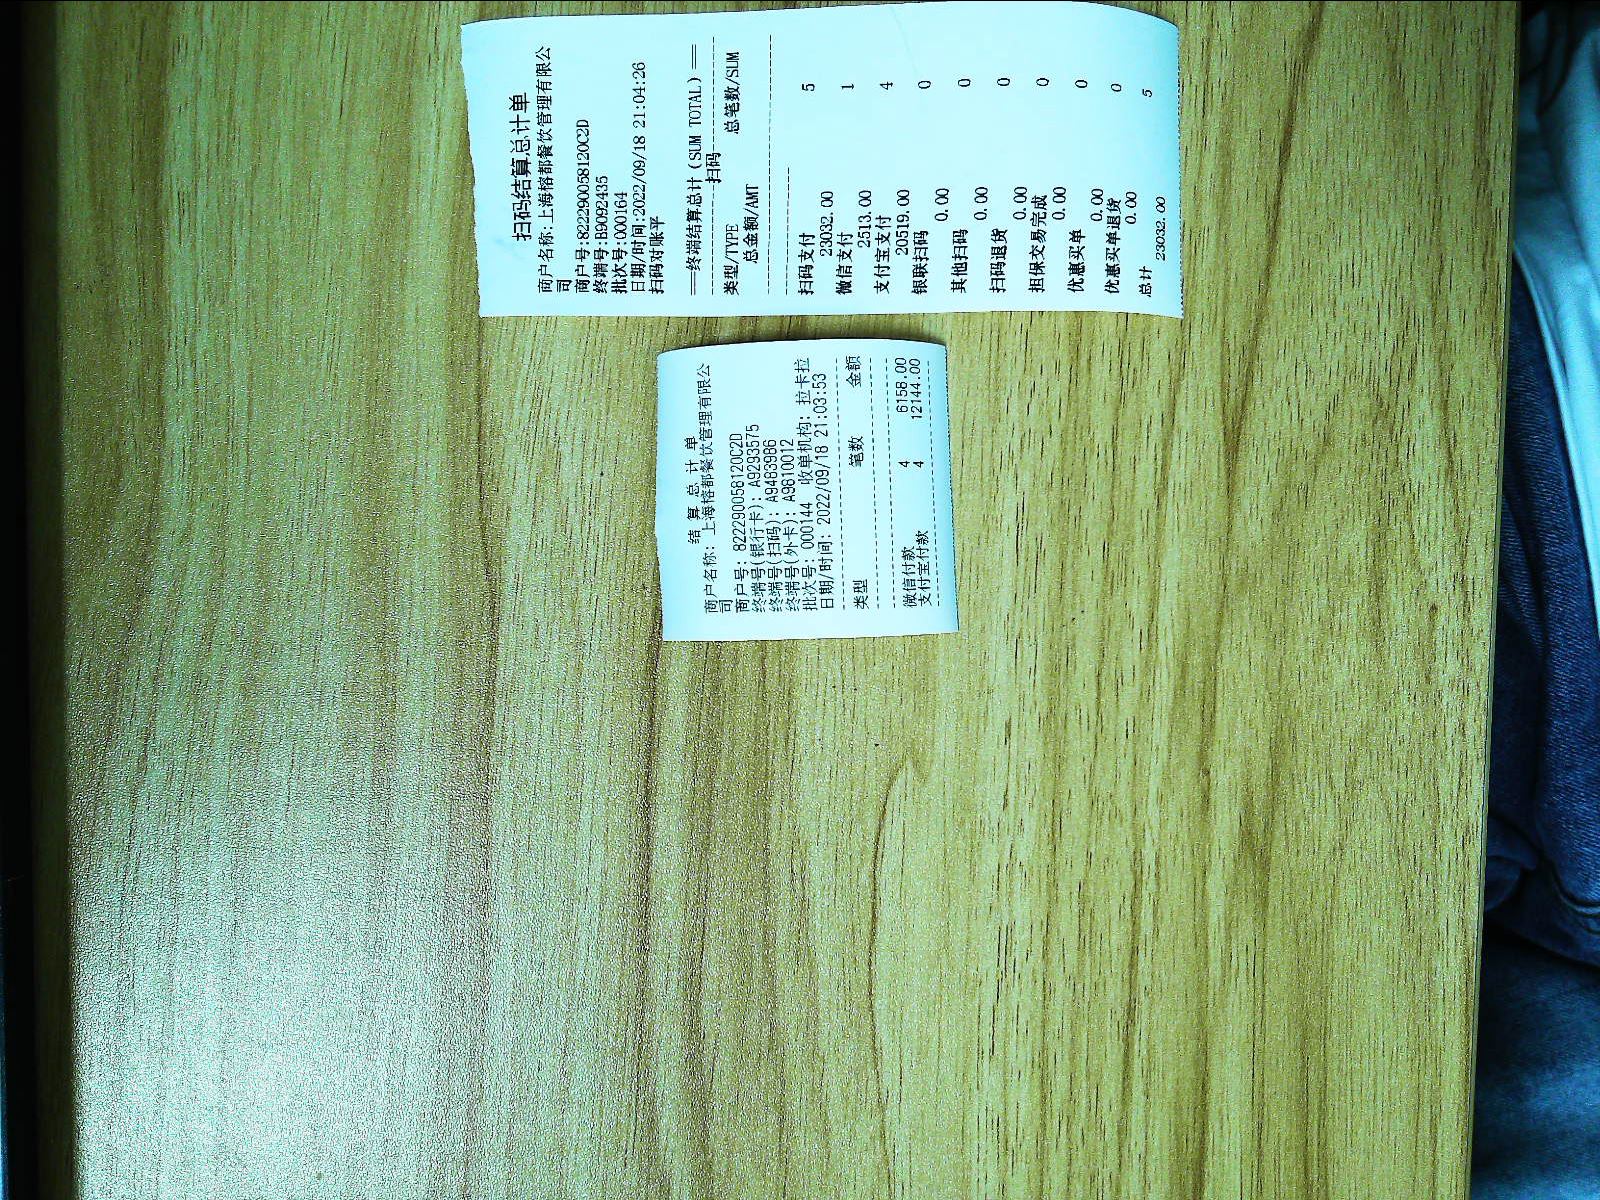 扫码结算总计单
商户名称:上海榕都餐饮管理有限公
司
商户号:8222900581 20C2D
终端号:B9092435
批次号:000164
日期/时间:2022/09/18 21:04:26
扫码对账平
══终端结算总计(SUM TOTAL)══
扫码
类型/TYPE 总笔数/SUM
总金额/AMT
扫码支付 5
23032.00
微信支付 1
2513.00
支付宝支付 4
20519.00
银联扫码 0
0.00
其他扫码 0
0.00
扫码退货 0
0.00
担保交易完成 0
0.00
优惠买单 0
0.00
优惠买单退货 0
0.00
总计 5
23032.00
结 算 总 计 单
商户名称: 上海榕都餐饮管理有限公
司
商户号: 822290058120C2D
终端号(银行卡): A9293575
终端号(扫码): A9483986
终端号(外卡): A9810012
批次号: 000144 收单机构: 拉卡拉
日期/时间: 2022/09/18 21:03:53
类型 笔数 金额
微信付款 4 6158.00
支付宝付款 4 12144.00